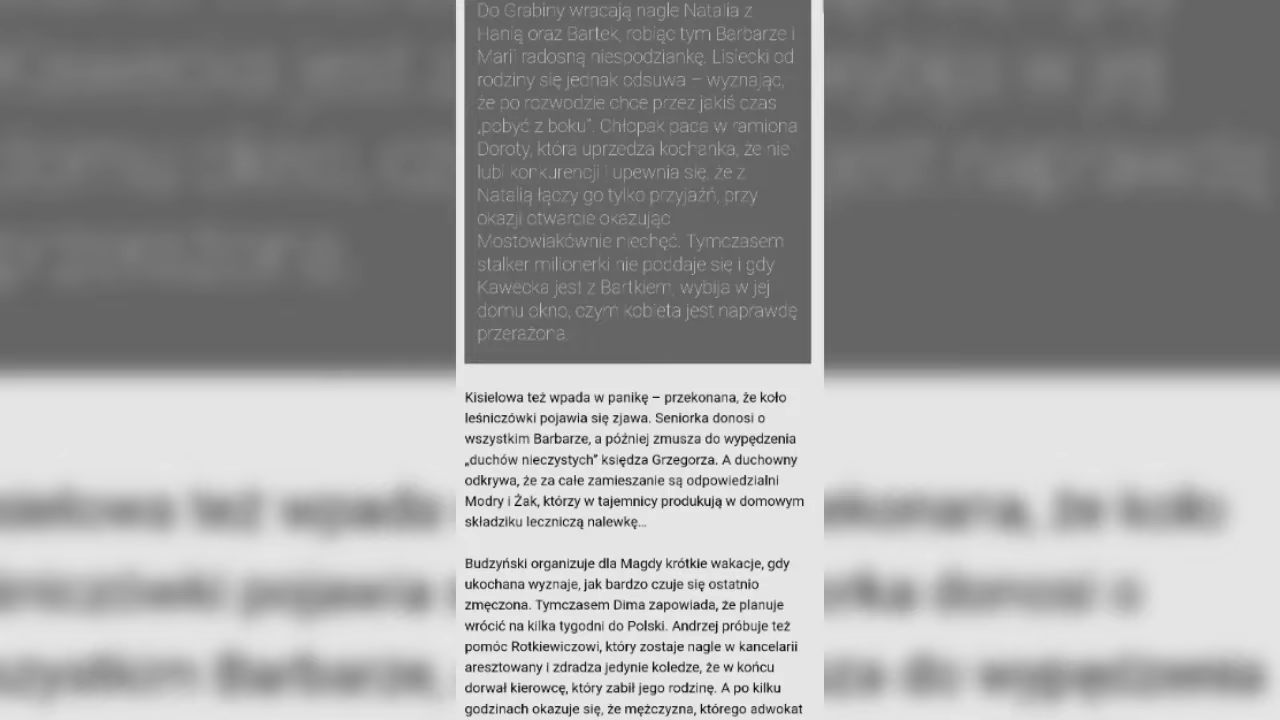 Do Grabiny wracają nagle Natalia z
Hanią oraz Bartek, robiąc tym Barbarze i
Marii radosną niespodziankę. Lisiecki od
rodziny się jednak odsuwa – wyznając,
że po rozwodzie chce przez jakiś czas
„pobyć z boku”. Chłopak pada w ramiona
Doroty, która uprzedza kochanka, że nie
lubi konkurencji i upewnia się, że z
Natalią łączy go tylko przyjaźń, przy
okazji otwarcie okazując
Mostowiakównie niechęć. Tymczasem
stalker milionerki nie poddaje się i gdy
Kawecka jest z Bartkiem, wybija w jej
domu okno, czym kobieta jest naprawdę
przerażona.
Kisielowa też wpada w panikę – przekonana, że koło
leśniczówki pojawia się zjawa. Seniorka donosi o
wszystkim Barbarze, a później zmusza do wypędzenia
„duchów nieczystych” księdza Grzegorza. A duchowny
odkrywa, że za całe zamieszanie są odpowiedzialni
Modry i Żak, którzy w tajemnicy produkują w domowym
składziku leczniczą nalewkę...
Budzyński organizuje dla Magdy krótkie wakacje, gdy
ukochana wyznaje, jak bardzo czuje się ostatnio
zmęczona. Tymczasem Dima zapowiada, że planuje
wrócić na kilka tygodni do Polski. Andrzej próbuje też
pomóc Rotkiewiczowi, który zostaje nagle w kancelarii
aresztowany i zdradza jedynie koledze, że w końcu
dorwał kierowcę, który zabił jego rodzinę. A po kilku
godzinach okazuje się, że mężczyzna, którego adwokat